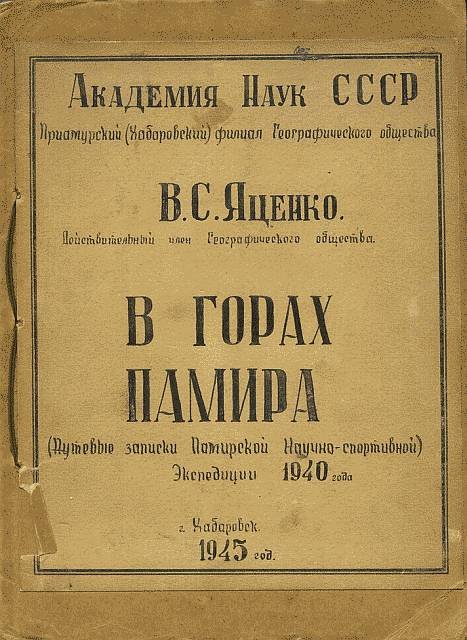 Академия Наук СССР
Приамурский (Хабаровский) филиал Географического общества
В.С. Яценко.
Действительный член Географического общества.
В ГОРАХ
ПАМИРА
(Путевые записки Памирской Научно-спортивной)
Экспедиции 1940 года
г. Хабаровск.
1945 год.